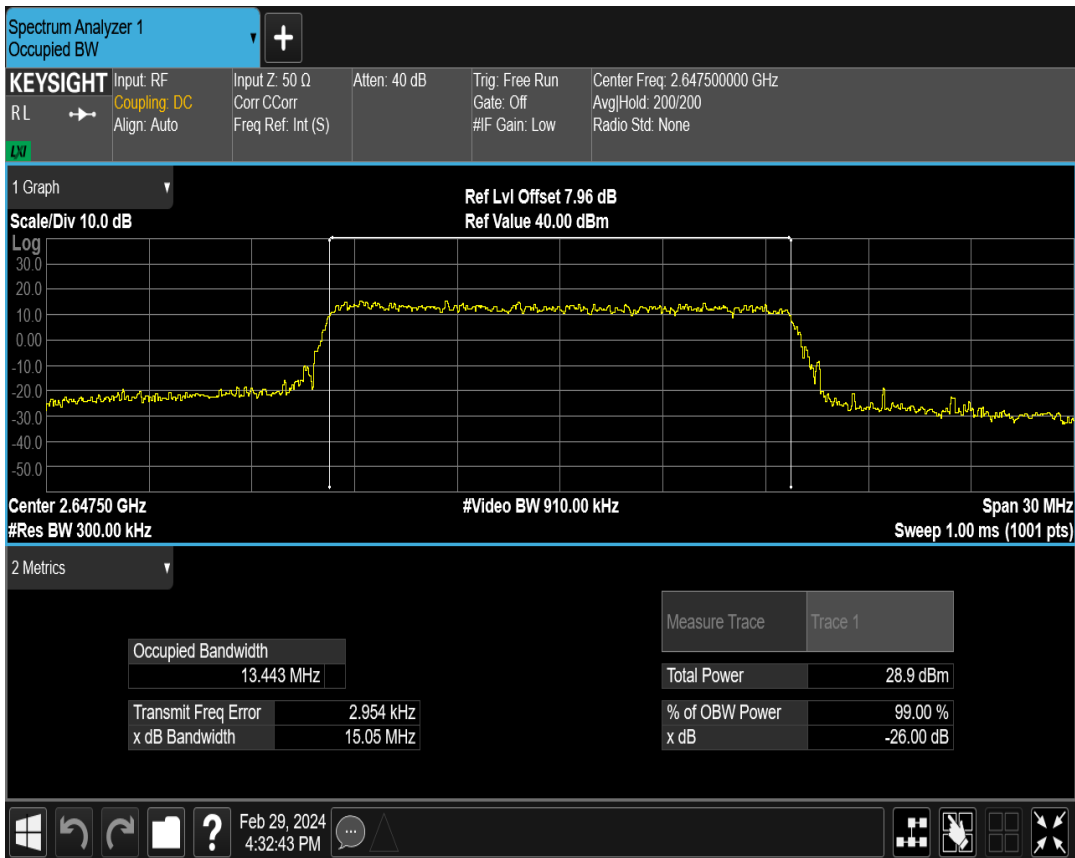 Spectrum Analyzer 1
Occupied BW
KEYSIGHT
R L
LXI
Input: RF
Coupling: DC
Align: Auto
Input Z: 50 Ω
Corr CCorr
Freq Ref: Int (S)
Atten: 40 dB
Trig: Free Run
Gate: Off
#IF Gain: Low
Center Freq: 2.647500000 GHz
Avg|Hold: 200/200
Radio Std: None
1 Graph
Scale/Div 10.0 dB
Ref Lvl Offset 7.96 dB
Ref Value 40.00 dBm
Log
30.0
20.0
10.0
0.00
-10.0
-20.0
-30.0
-40.0
-50.0
Center 2.64750 GHz
#Video BW 910.00 kHz
Span 30 MHz
#Res BW 300.00 kHz
Sweep 1.00 ms (1001 pts)
2 Metrics
Measure Trace Trace 1
Occupied Bandwidth
13.443 MHz
Total Power 28.9 dBm
Transmit Freq Error 2.954 kHz
% of OBW Power 99.00 %
x dB Bandwidth 15.05 MHz
x dB -26.00 dB
?
Feb 29, 2024
4:32:43 PM